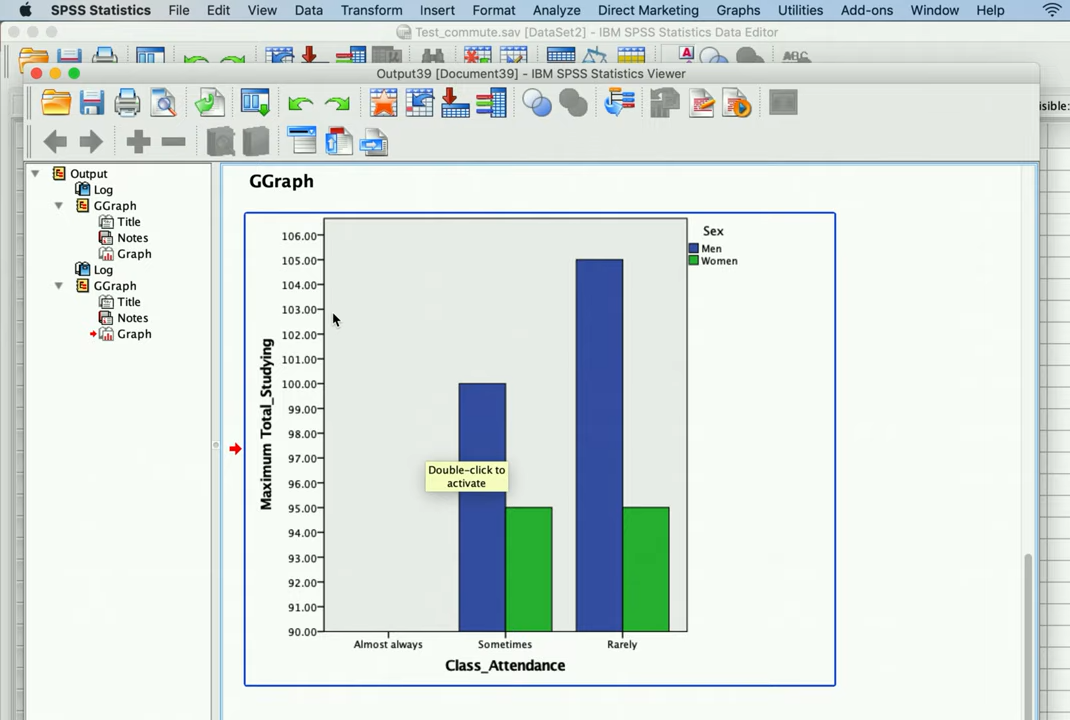 SPSS Statistics File Edit View Data Transform Insert Format Analyze Direct Marketing Graphs Utilities Add-ons Window Help
Test_commute.sav [DataSet2] - IBM SPSS Statistics Data Editor
Output39 [Document39] - IBM SPSS Statistics Viewer
isible:
Output
Log
GGraph
Title
Notes
Graph
Log
GGraph
Title
Notes
Graph
GGraph
Sex
Men
Women
106.00
105.00
104.00
103.00
102.00
101.00
100.00
99.00
98.00
97.00
96.00
95.00
94.00
93.00
92.00
91.00
90.00
Maximum Total_Studying
Double-click to
activate
Almost always Sometimes Rarely
Class_Attendance